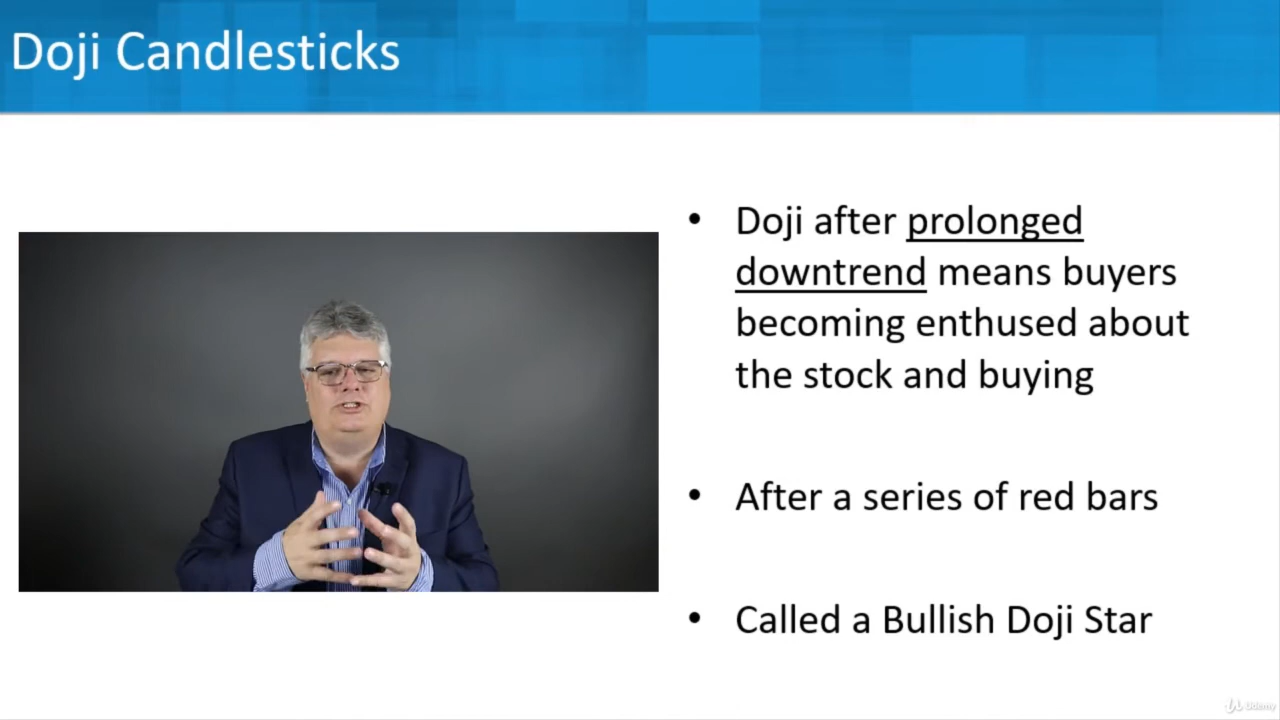 Doji Candlesticks
• Doji after prolonged
downtrend means buyers
becoming enthused about
the stock and buying
• After a series of red bars
• Called a Bullish Doji Star
Udemy